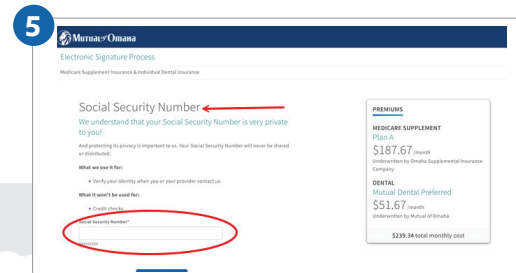 5
Mutual of Omaha
Electronic Signature Process
Medicare Supplement Insurance & Individual Dental Insurance
Social Security Number
We understand that your Social Security Number is very private
to you!
And protecting its privacy is important to us. Your Social Security Number will never be shared
or distributed.
What we use it for:
• Verify your identity when you or your provider contact us.
What it won't be used for:
• Credit checks
Social Security Number*
PREMIUMS
MEDICARE SUPPLEMENT
Plan A
$187.67 /month
Underwritten by Omaha Supplemental Insurance
Company
DENTAL
Mutual Dental Preferred
$51.67 /month
Underwritten by Mutual of Omaha
$239.34 total monthly cost